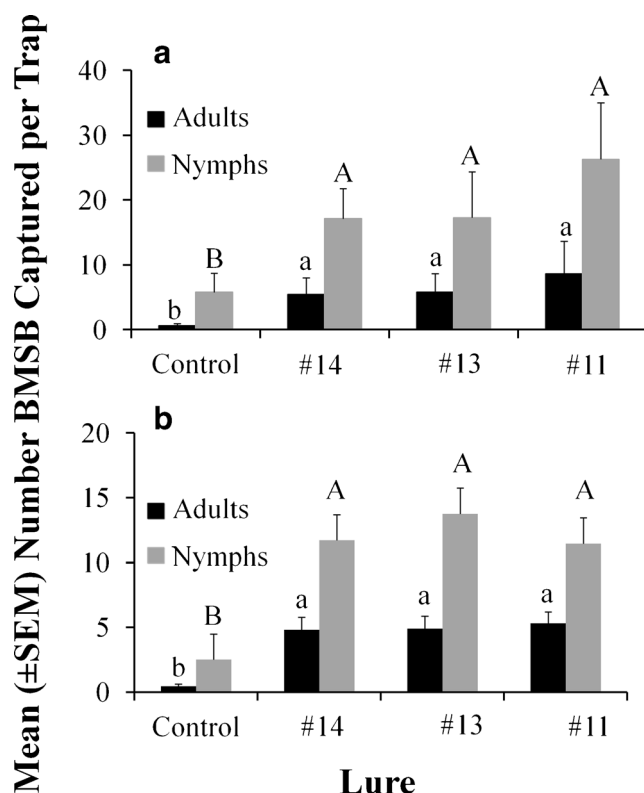 Mean (±SEM) Number BMSB Captured per Trap
a
40
30
20
10
0
Adults
Nymphs
b
B
a
A
a
A
a
A
Control
#14
#13
#11
b
20
15
10
5
0
Adults
Nymphs
b
B
a
A
a
A
a
A
Control
#14
#13
#11
Lure